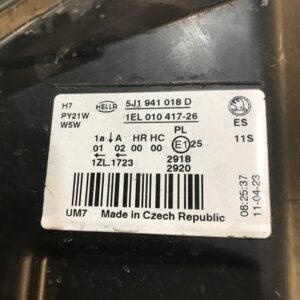 H7
PY21W
W5W
HELLA
5J1 941 018 D
1EL 010 417-26
1a ↓A HR HC PL
01 02 00 00 E1 25
← ← 2918
1ZL.1723 2920
ES
11S
UM7 Made in Czech Republic
08:25:37
11-04-23